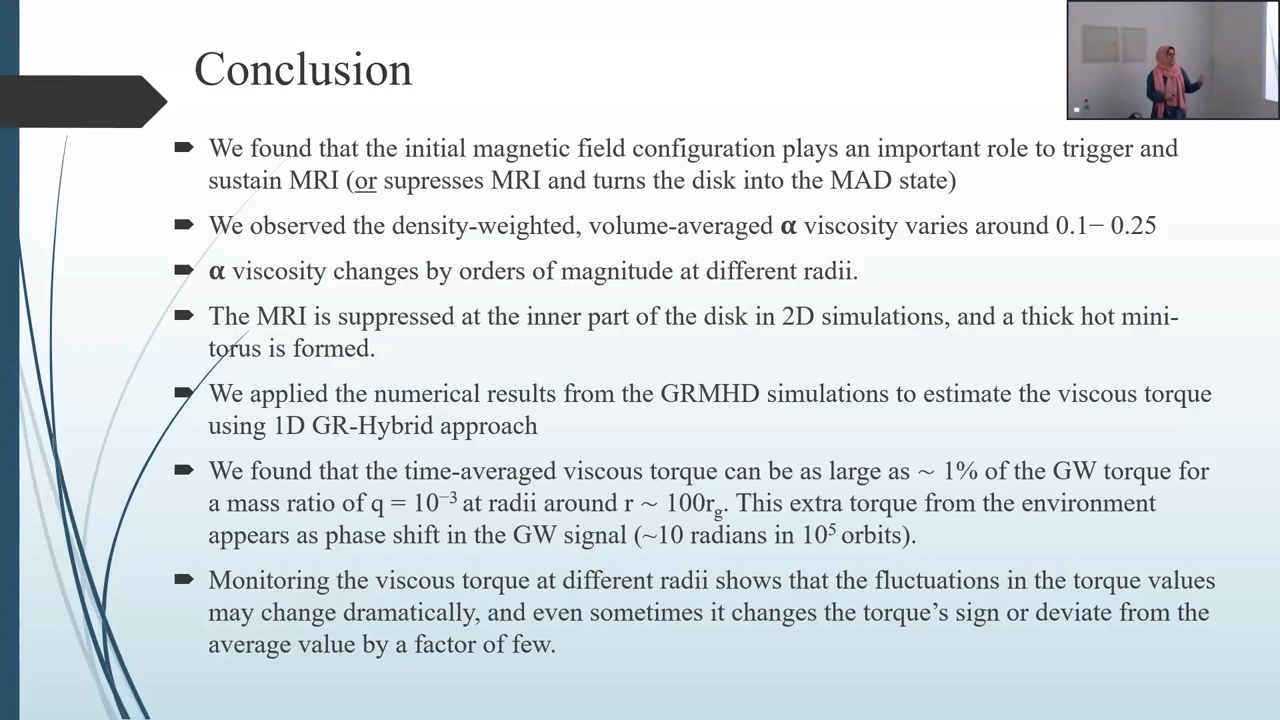 Conclusion
We found that the initial magnetic field configuration plays an important role to trigger and
sustain MRI (or supresses MRI and turns the disk into the MAD state)
We observed the density-weighted, volume-averaged α viscosity varies around 0.1− 0.25
α viscosity changes by orders of magnitude at different radii.
The MRI is suppressed at the inner part of the disk in 2D simulations, and a thick hot mini-
torus is formed.
We applied the numerical results from the GRMHD simulations to estimate the viscous torque
using 1D GR-Hybrid approach
We found that the time-averaged viscous torque can be as large as ~ 1% of the GW torque for
a mass ratio of q = 10⁻³ at radii around r ~ 100r_g. This extra torque from the environment
appears as phase shift in the GW signal (~10 radians in 10⁵ orbits).
Monitoring the viscous torque at different radii shows that the fluctuations in the torque values
may change dramatically, and even sometimes it changes the torque’s sign or deviate from the
average value by a factor of few.